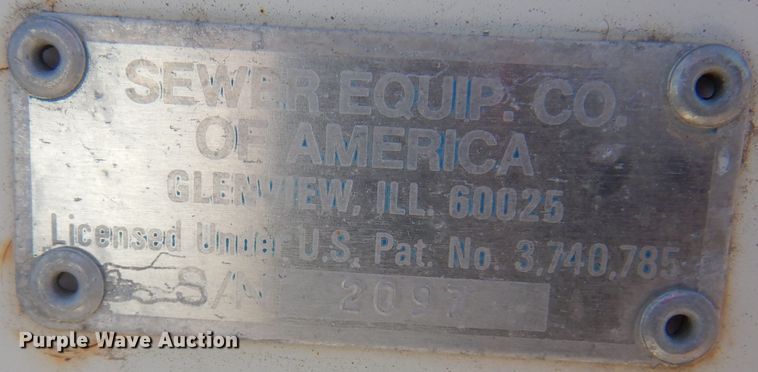 SEWER EQUIP. CO.
OF AMERICA
GLENVIEW, ILL. 60025
Licensed Under U.S. Pat. No. 3,740,785
S/N 2097
Purple Wave Auction